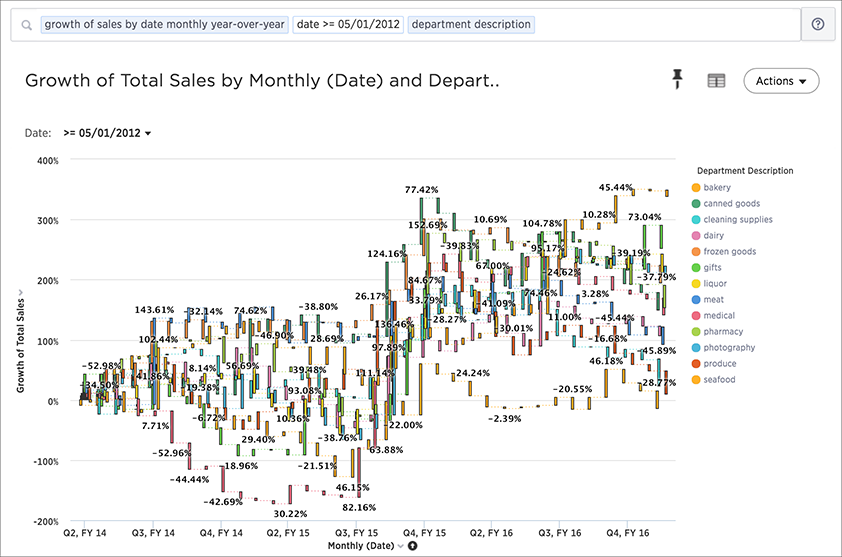 growth of sales by date monthly year-over-year date >= 05/01/2012 department description ?
Growth of Total Sales by Monthly (Date) and Depart..
Actions
Date: >= 05/01/2012
Department Description
bakery
canned goods
cleaning supplies
dairy
frozen goods
gifts
liquor
meat
medical
pharmacy
photography
produce
seafood
Growth of Total Sales
400%
300%
200%
100%
0%
-100%
-200%
77.42%
45.44%
152.69%
10.69%
104.78%
10.28%
73.04%
124.16%
-39.83%
95.17%
-39.19%
67.00%
-24.62%
-37.79%
84.67%
26.17%
33.79%
-41.09%
74.46%
3.28%
143.61%
-32.14%
74.62%
-38.80%
136.46%
-28.27%
-30.01%
11.00%
-45.44%
102.44%
-46.90%
28.69%
97.89%
-16.68%
-45.89%
-52.98%
8.14%
56.69%
-39.48%
111.14%
-24.24%
46.18%
-34.50%
-41.86%
-19.38%
93.08%
-20.55%
-28.77%
7.71%
-6.72%
10.36%
-22.00%
-2.39%
29.40%
-38.76%
-52.96%
63.88%
-18.96%
-21.51%
-44.44%
46.15%
-42.69%
30.22%
82.16%
Q2, FY 14
Q3, FY 14
Q4, FY 14
Q2, FY 15
Q3, FY 15
Q4, FY 15
Q2, FY 16
Q3, FY 16
Q4, FY 16
Monthly (Date)